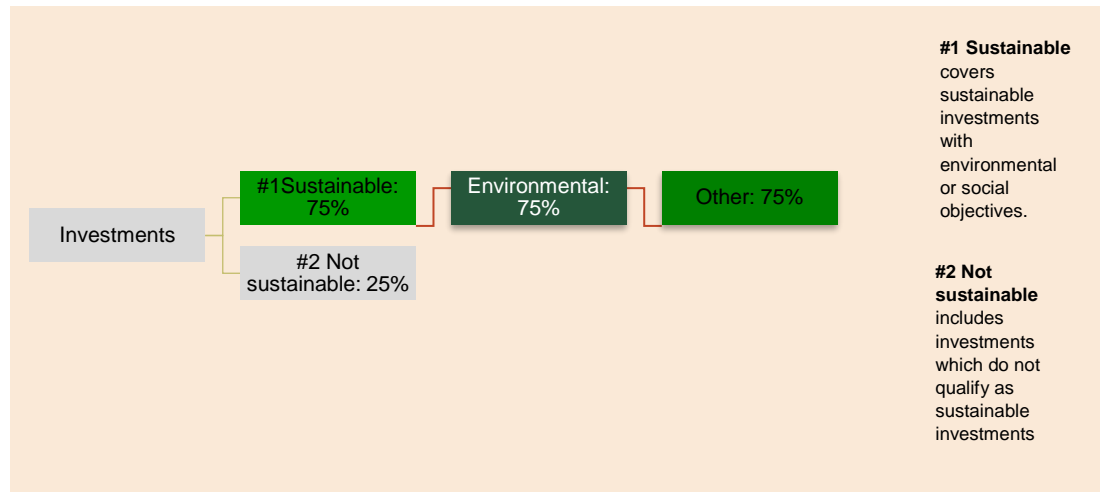 Investments
#1Sustainable:
75%
#2 Not
sustainable: 25%
Environmental:
75%
Other: 75%
#1 Sustainable
covers
sustainable
investments
with
environmental
or social
objectives.
#2 Not
sustainable
includes
investments
which do not
qualify as
sustainable
investments